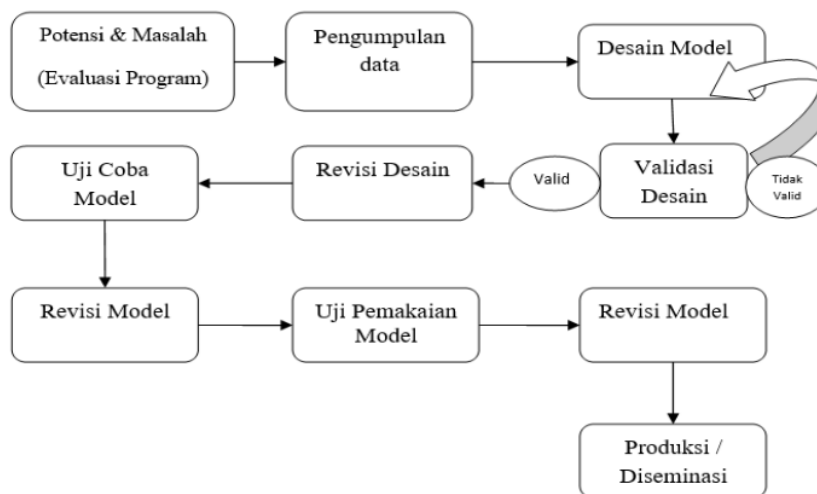 Potensi & Masalah
(Evaluasi Program)
Pengumpulan
data
Desain Model
Validasi
Desain
Tidak
Valid
Valid
Revisi Desain
Uji Coba
Model
Revisi Model
Uji Pemakaian
Model
Revisi Model
Produksi /
Diseminasi